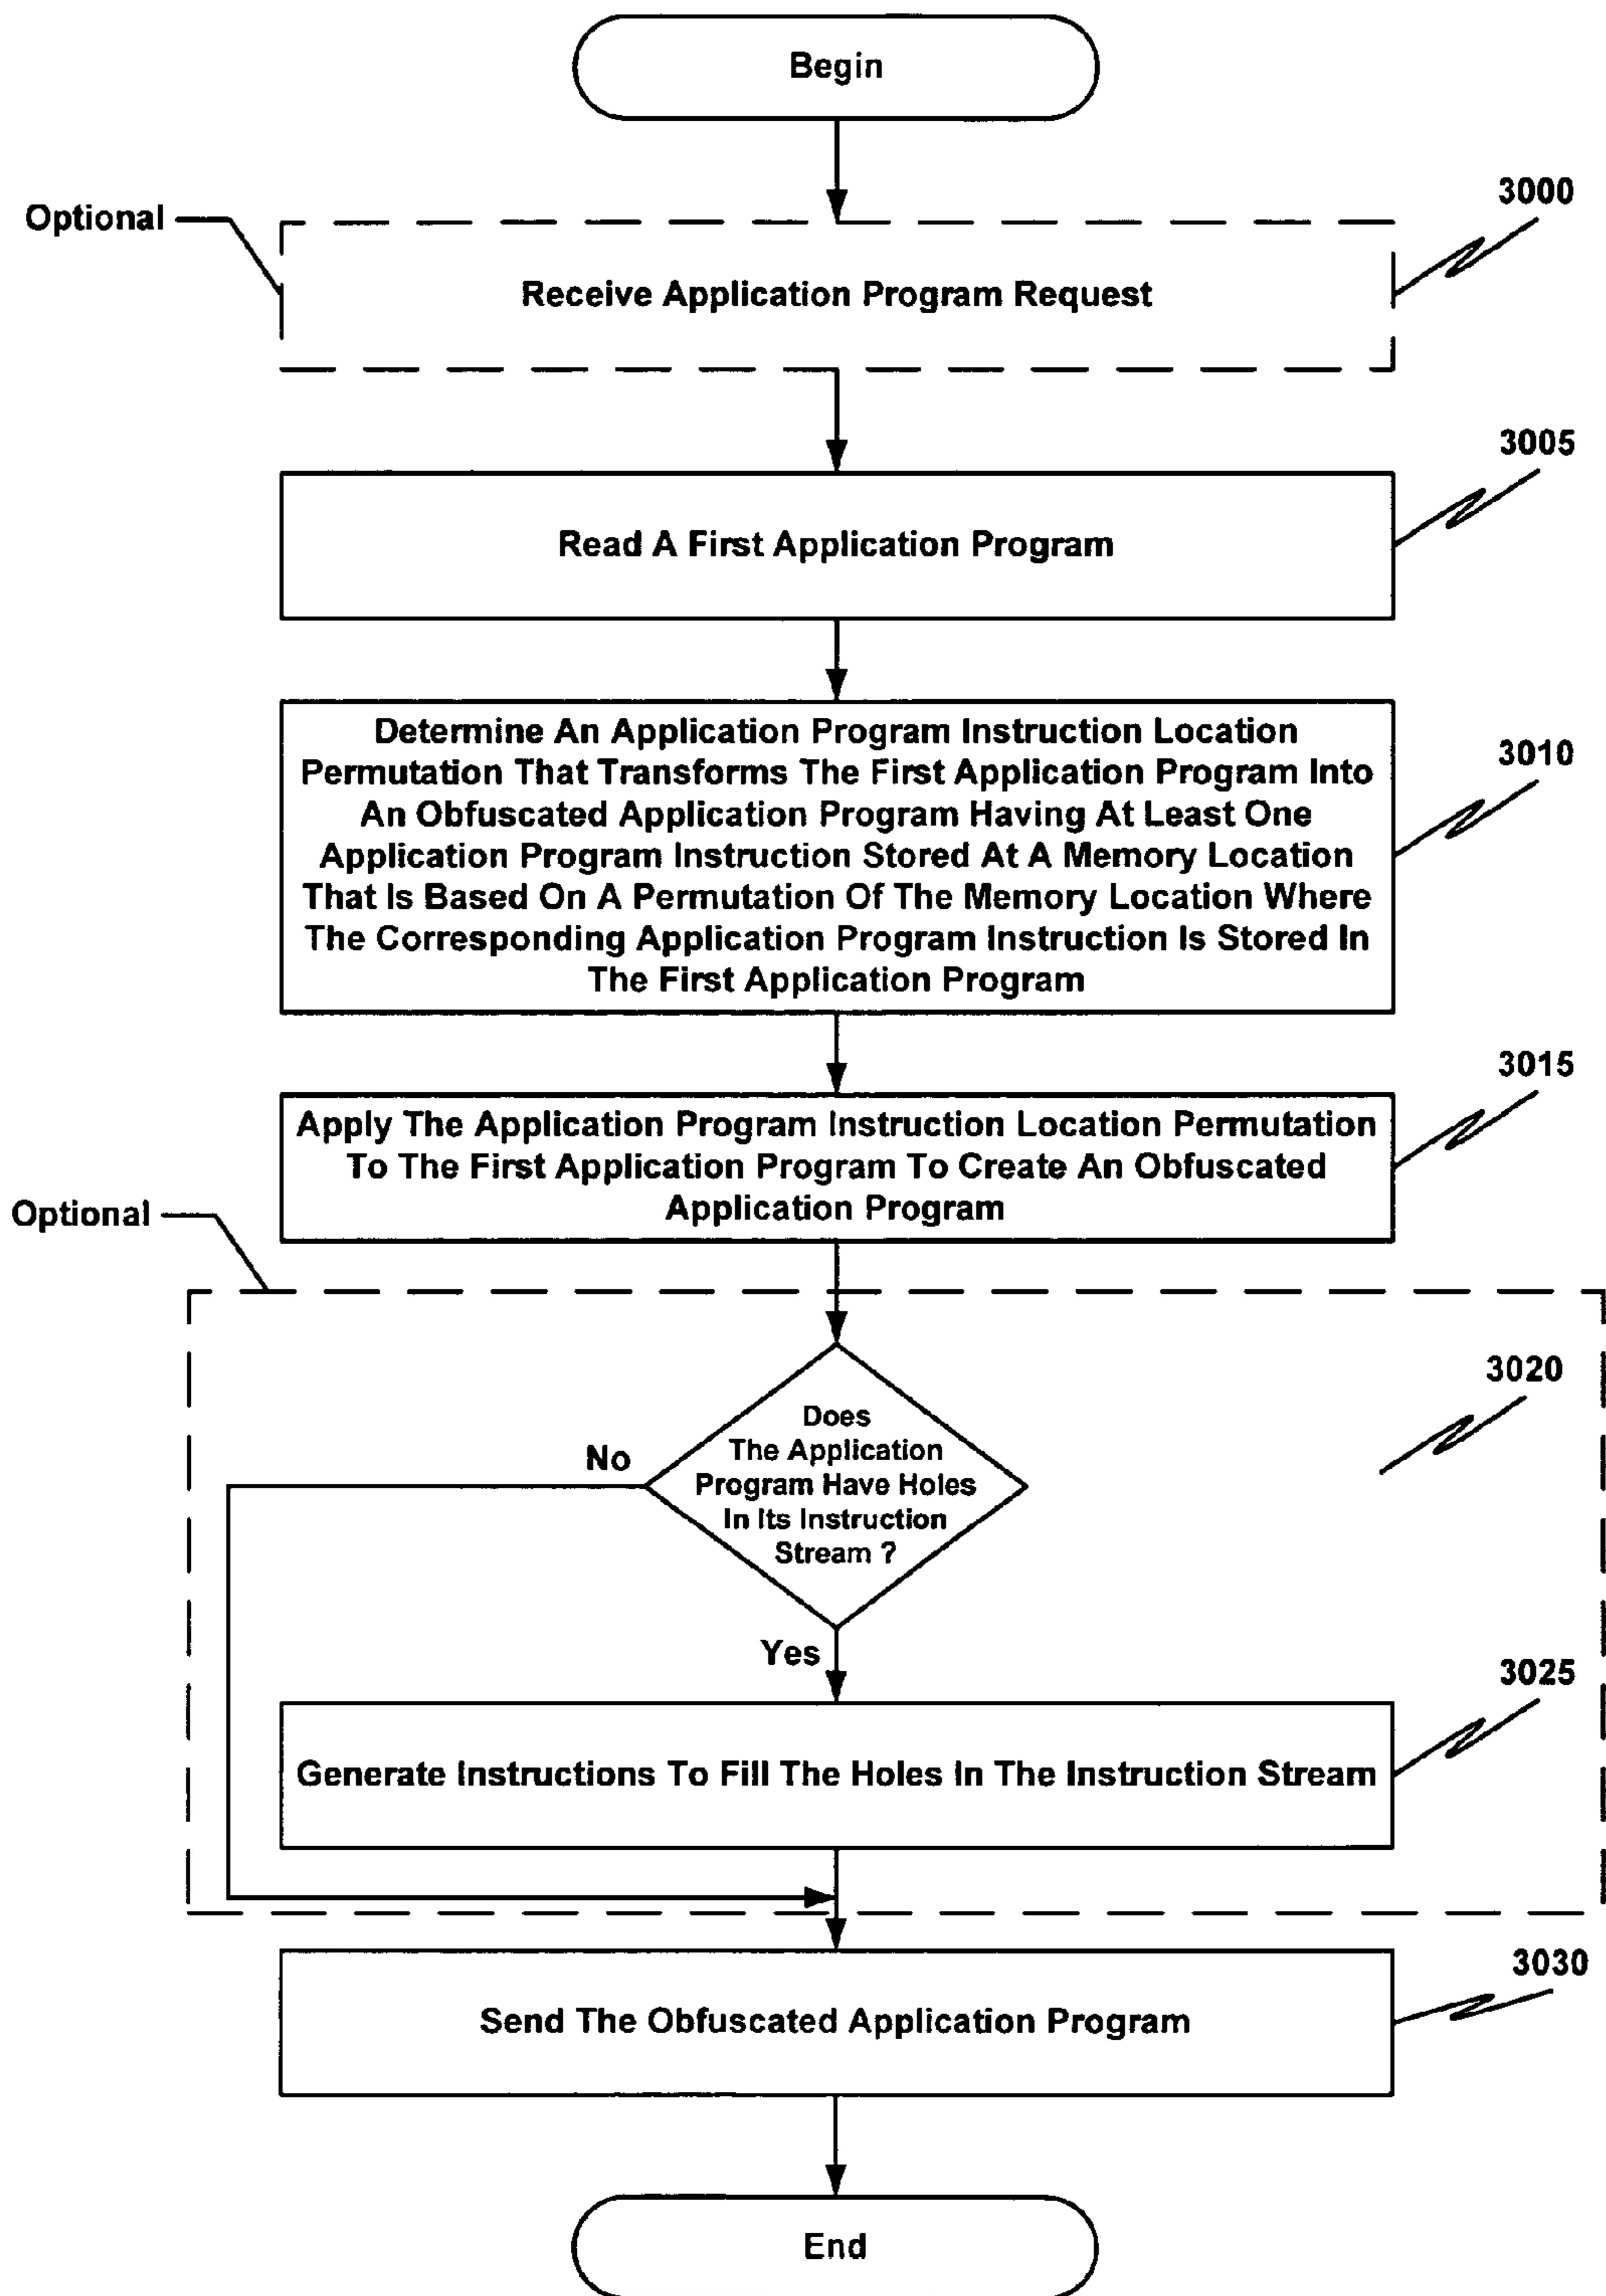 Begin
Optional
3000
Receive Application Program Request
3005
Read A First Application Program
Determine An Application Program Instruction Location
Permutation That Transforms The First Application Program Into
An Obfuscated Application Program Having At Least One
Application Program Instruction Stored At A Memory Location
That Is Based On A Permutation Of The Memory Location Where
The Corresponding Application Program Instruction Is Stored In
The First Application Program
3010
3015
Apply The Application Program Instruction Location Permutation
To The First Application Program To Create An Obfuscated
Application Program
Optional
3020
Does
The Application
Program Have Holes
In Its Instruction
Stream ?
No
Yes
3025
Generate Instructions To Fill The Holes In The Instruction Stream
3030
Send The Obfuscated Application Program
End